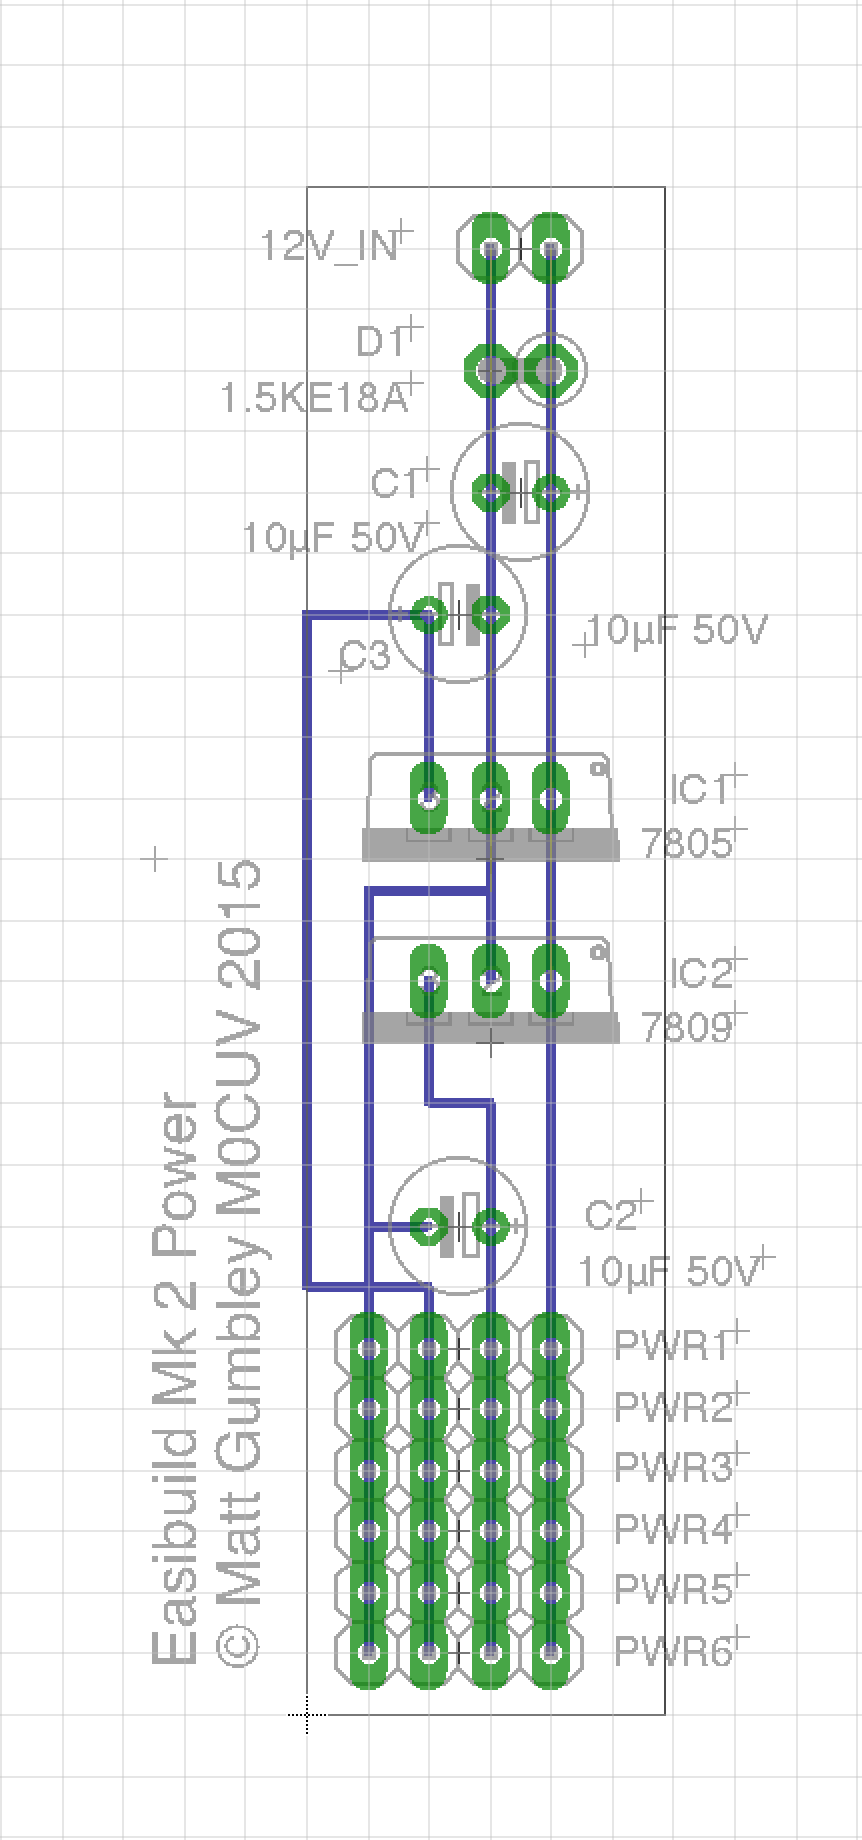 12V_IN
D1
1.5KE18A
C1
10µF 50V
10µF 50V
C3
IC1
7805
IC2
7809
C2
10µF 50V
PWR1
PWR2
PWR3
PWR4
PWR5
PWR6
Easibuild Mk 2 Power
© Matt Gumbley M0CUV 2015